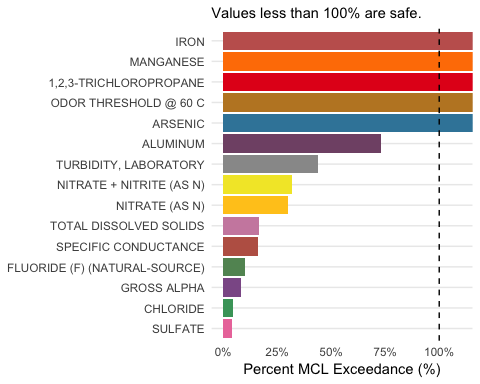 Values less than 100% are safe.
IRON
MANGANESE
1,2,3-TRICHLOROPROPANE
ODOR THRESHOLD @ 60 C
ARSENIC
ALUMINUM
TURBIDITY, LABORATORY
NITRATE + NITRITE (AS N)
NITRATE (AS N)
TOTAL DISSOLVED SOLIDS
SPECIFIC CONDUCTANCE
FLUORIDE (F) (NATURAL-SOURCE)
GROSS ALPHA
CHLORIDE
SULFATE
0% 25% 50% 75% 100%
Percent MCL Exceedance (%)